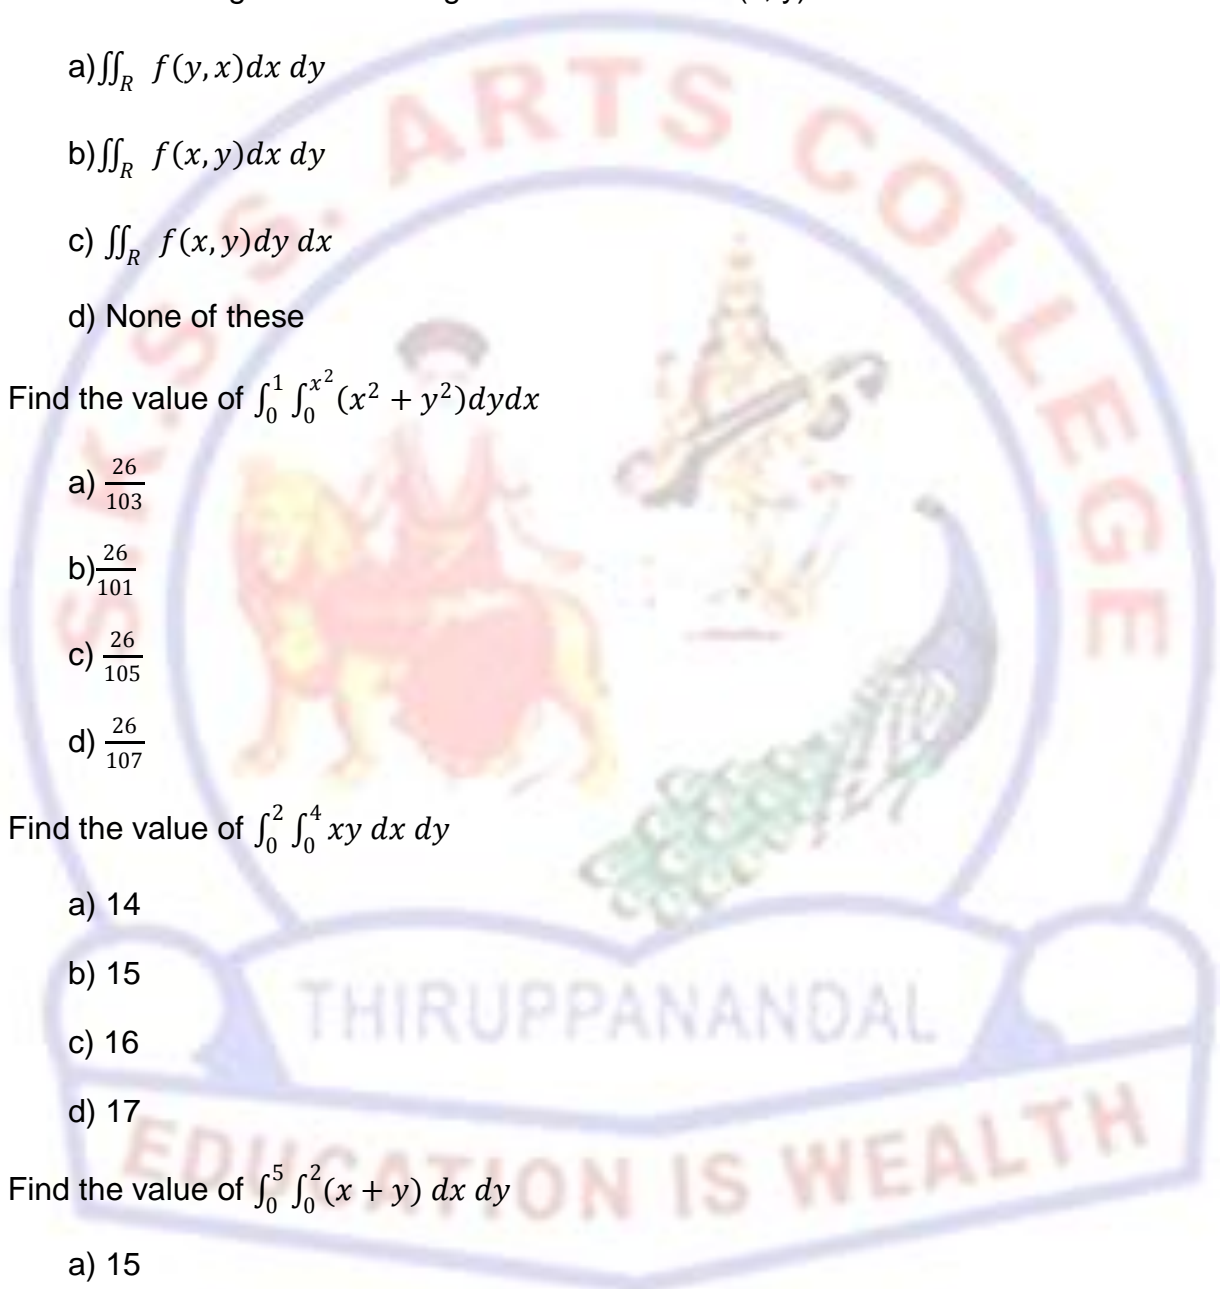 a)∬_R f(y, x)dx dy
b)∬_R f(x, y)dx dy
c) ∬_R f(x, y)dy dx
d) None of these
Find the value of ∫_0^1 ∫_0^{x^2} (x^2 + y^2)dydx
a) 26/103
b) 26/101
c) 26/105
d) 26/107
Find the value of ∫_0^2 ∫_0^4 xy dx dy
a) 14
b) 15
c) 16
d) 17
Find the value of ∫_0^5 ∫_0^2 (x + y) dx dy
a) 15
S.K.S.S. ARTS COLLEGE
THIRUPPANANDAL
EDUCATION IS WEALTH